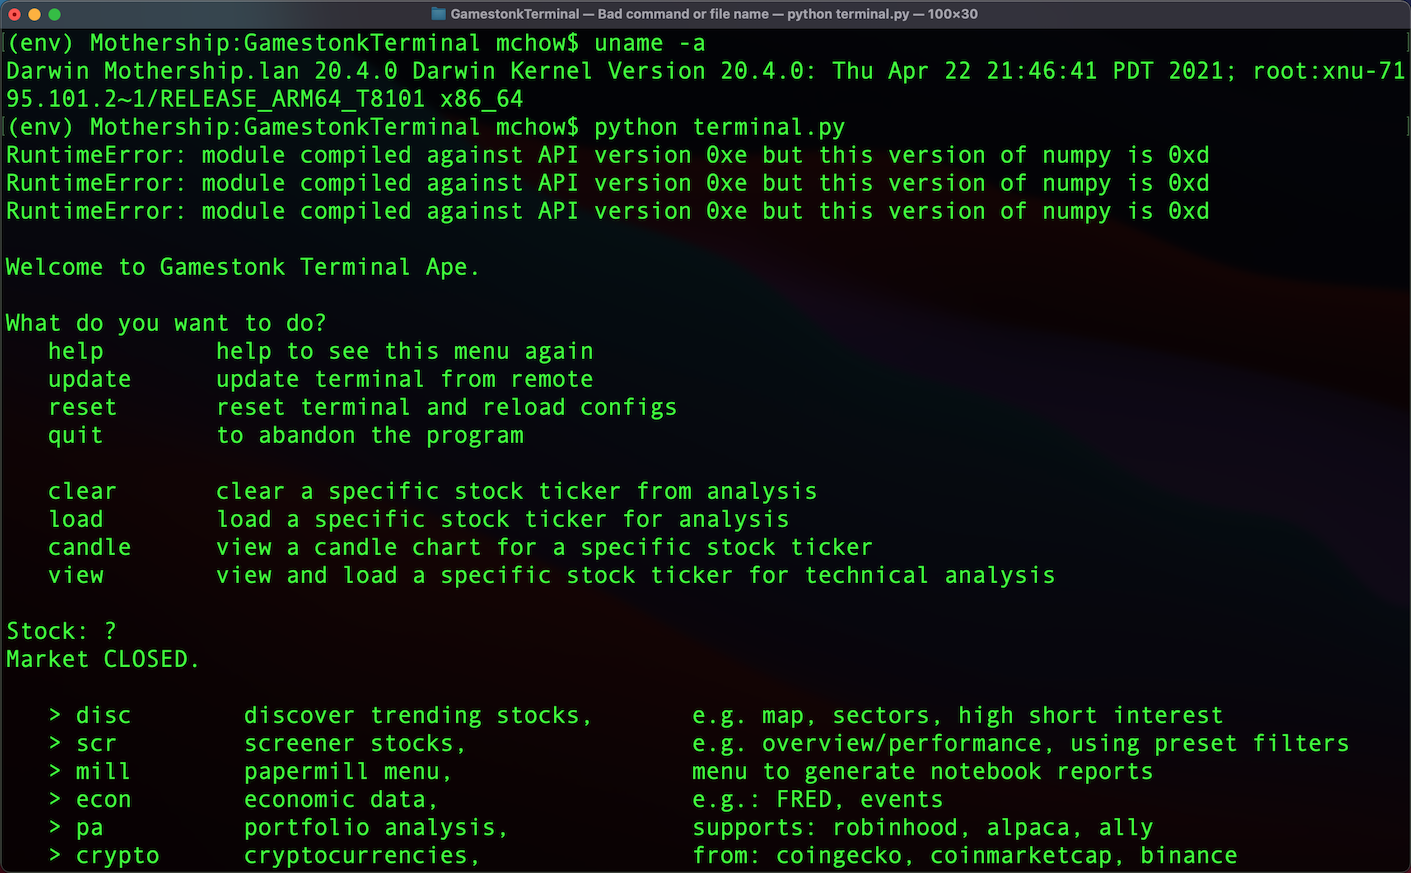 GamestonkTerminal — Bad command or file name — python terminal.py — 100×30
(env) Mothership:GamestonkTerminal mchow$ uname -a
Darwin Mothership.lan 20.4.0 Darwin Kernel Version 20.4.0: Thu Apr 22 21:46:41 PDT 2021; root:xnu-71
95.101.2~1/RELEASE_ARM64_T8101 x86_64
(env) Mothership:GamestonkTerminal mchow$ python terminal.py
RuntimeError: module compiled against API version 0xe but this version of numpy is 0xd
RuntimeError: module compiled against API version 0xe but this version of numpy is 0xd
RuntimeError: module compiled against API version 0xe but this version of numpy is 0xd
Welcome to Gamestonk Terminal Ape.
What do you want to do?
help help to see this menu again
update update terminal from remote
reset reset terminal and reload configs
quit to abandon the program
clear clear a specific stock ticker from analysis
load load a specific stock ticker for analysis
candle view a candle chart for a specific stock ticker
view view and load a specific stock ticker for technical analysis
Stock: ?
Market CLOSED.
> disc discover trending stocks, e.g. map, sectors, high short interest
> scr screener stocks, e.g. overview/performance, using preset filters
> mill papermill menu, menu to generate notebook reports
> econ economic data, e.g.: FRED, events
> pa portfolio analysis, supports: robinhood, alpaca, ally
> crypto cryptocurrencies, from: coingecko, coinmarketcap, binance